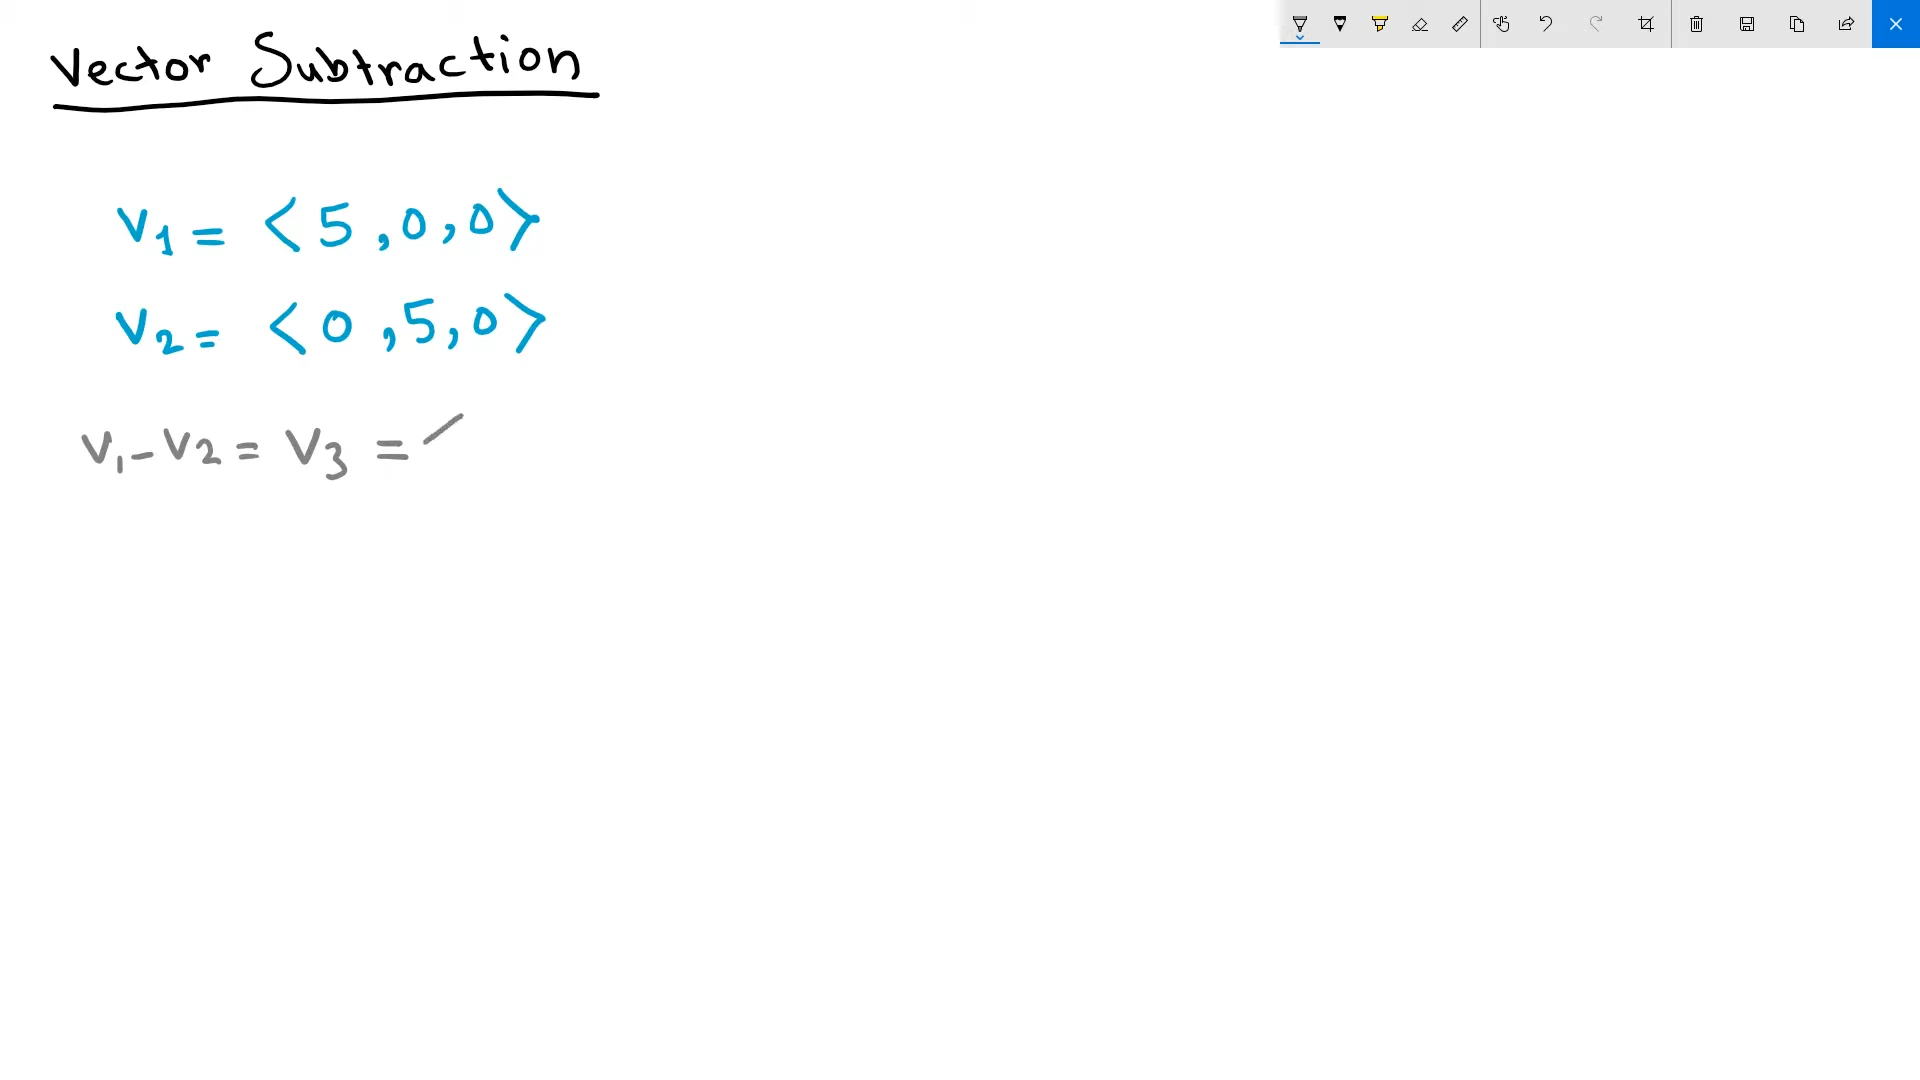 Vector Subtraction
V1 = <5,0,0>
V2 = <0,5,0>
V1-V2 = V3 =